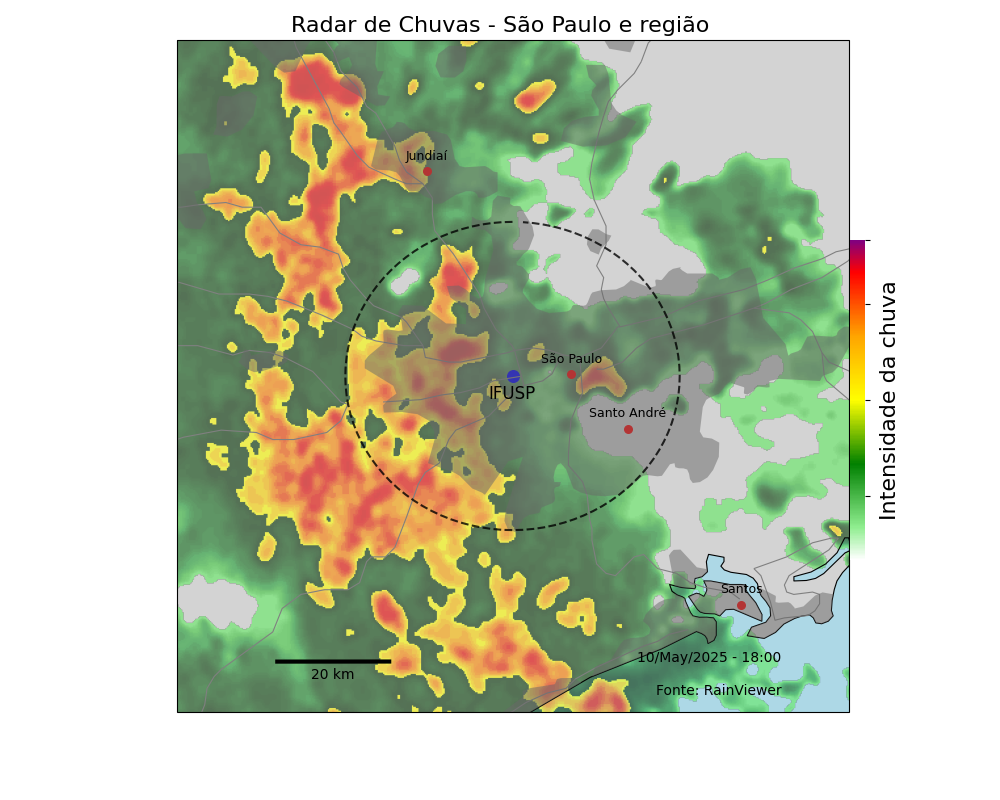 Radar de Chuvas - São Paulo e região
Jundiaí
São Paulo
IFUSP
Santo André
Intensidade da chuva
Santos
10/May/2025 - 18:00
20 km
Fonte: RainViewer